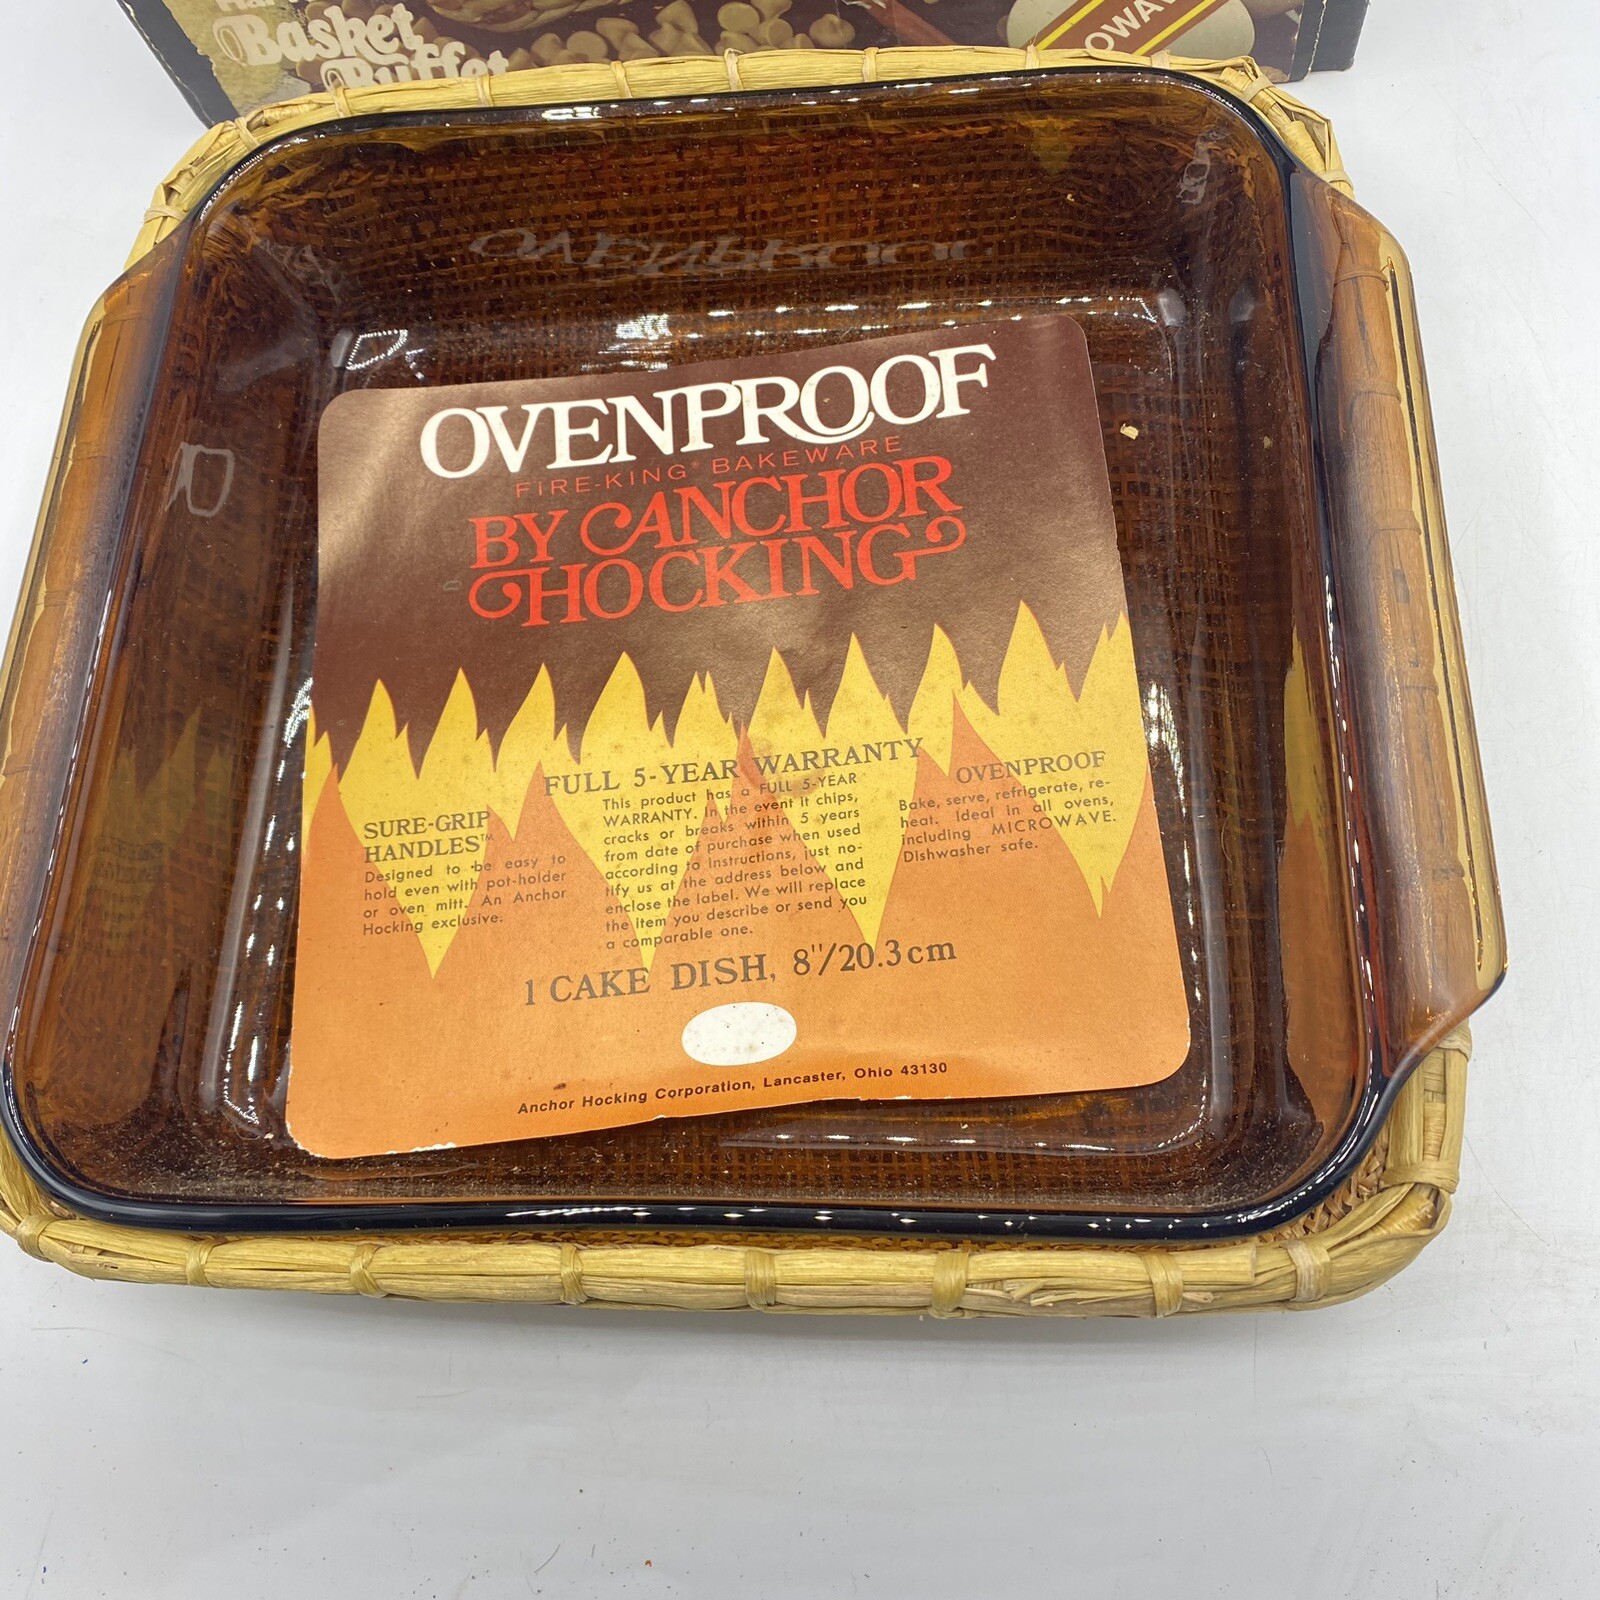 Basket
Buffet
OVENPROOF
FIRE-KING® BAKEWARE
BY ANCHOR
HOCKING
FULL 5-YEAR WARRANTY
This product has a FULL 5-YEAR
WARRANTY. In the event it chips,
cracks or breaks within 5 years
from date of purchase when used
according to instructions, just no-
tify us at the address below and
enclose the label. We will replace
the item you describe or send you
a comparable one.
SURE-GRIP
HANDLES™
Designed to be easy to
hold even with pot-holder
or oven mitt. An Anchor
Hocking exclusive.
OVENPROOF
Bake, serve, refrigerate, re-
heat. Ideal in all ovens,
including MICROWAVE.
Dishwasher safe.
1 CAKE DISH, 8"/20.3cm
Anchor Hocking Corporation, Lancaster, Ohio 43130